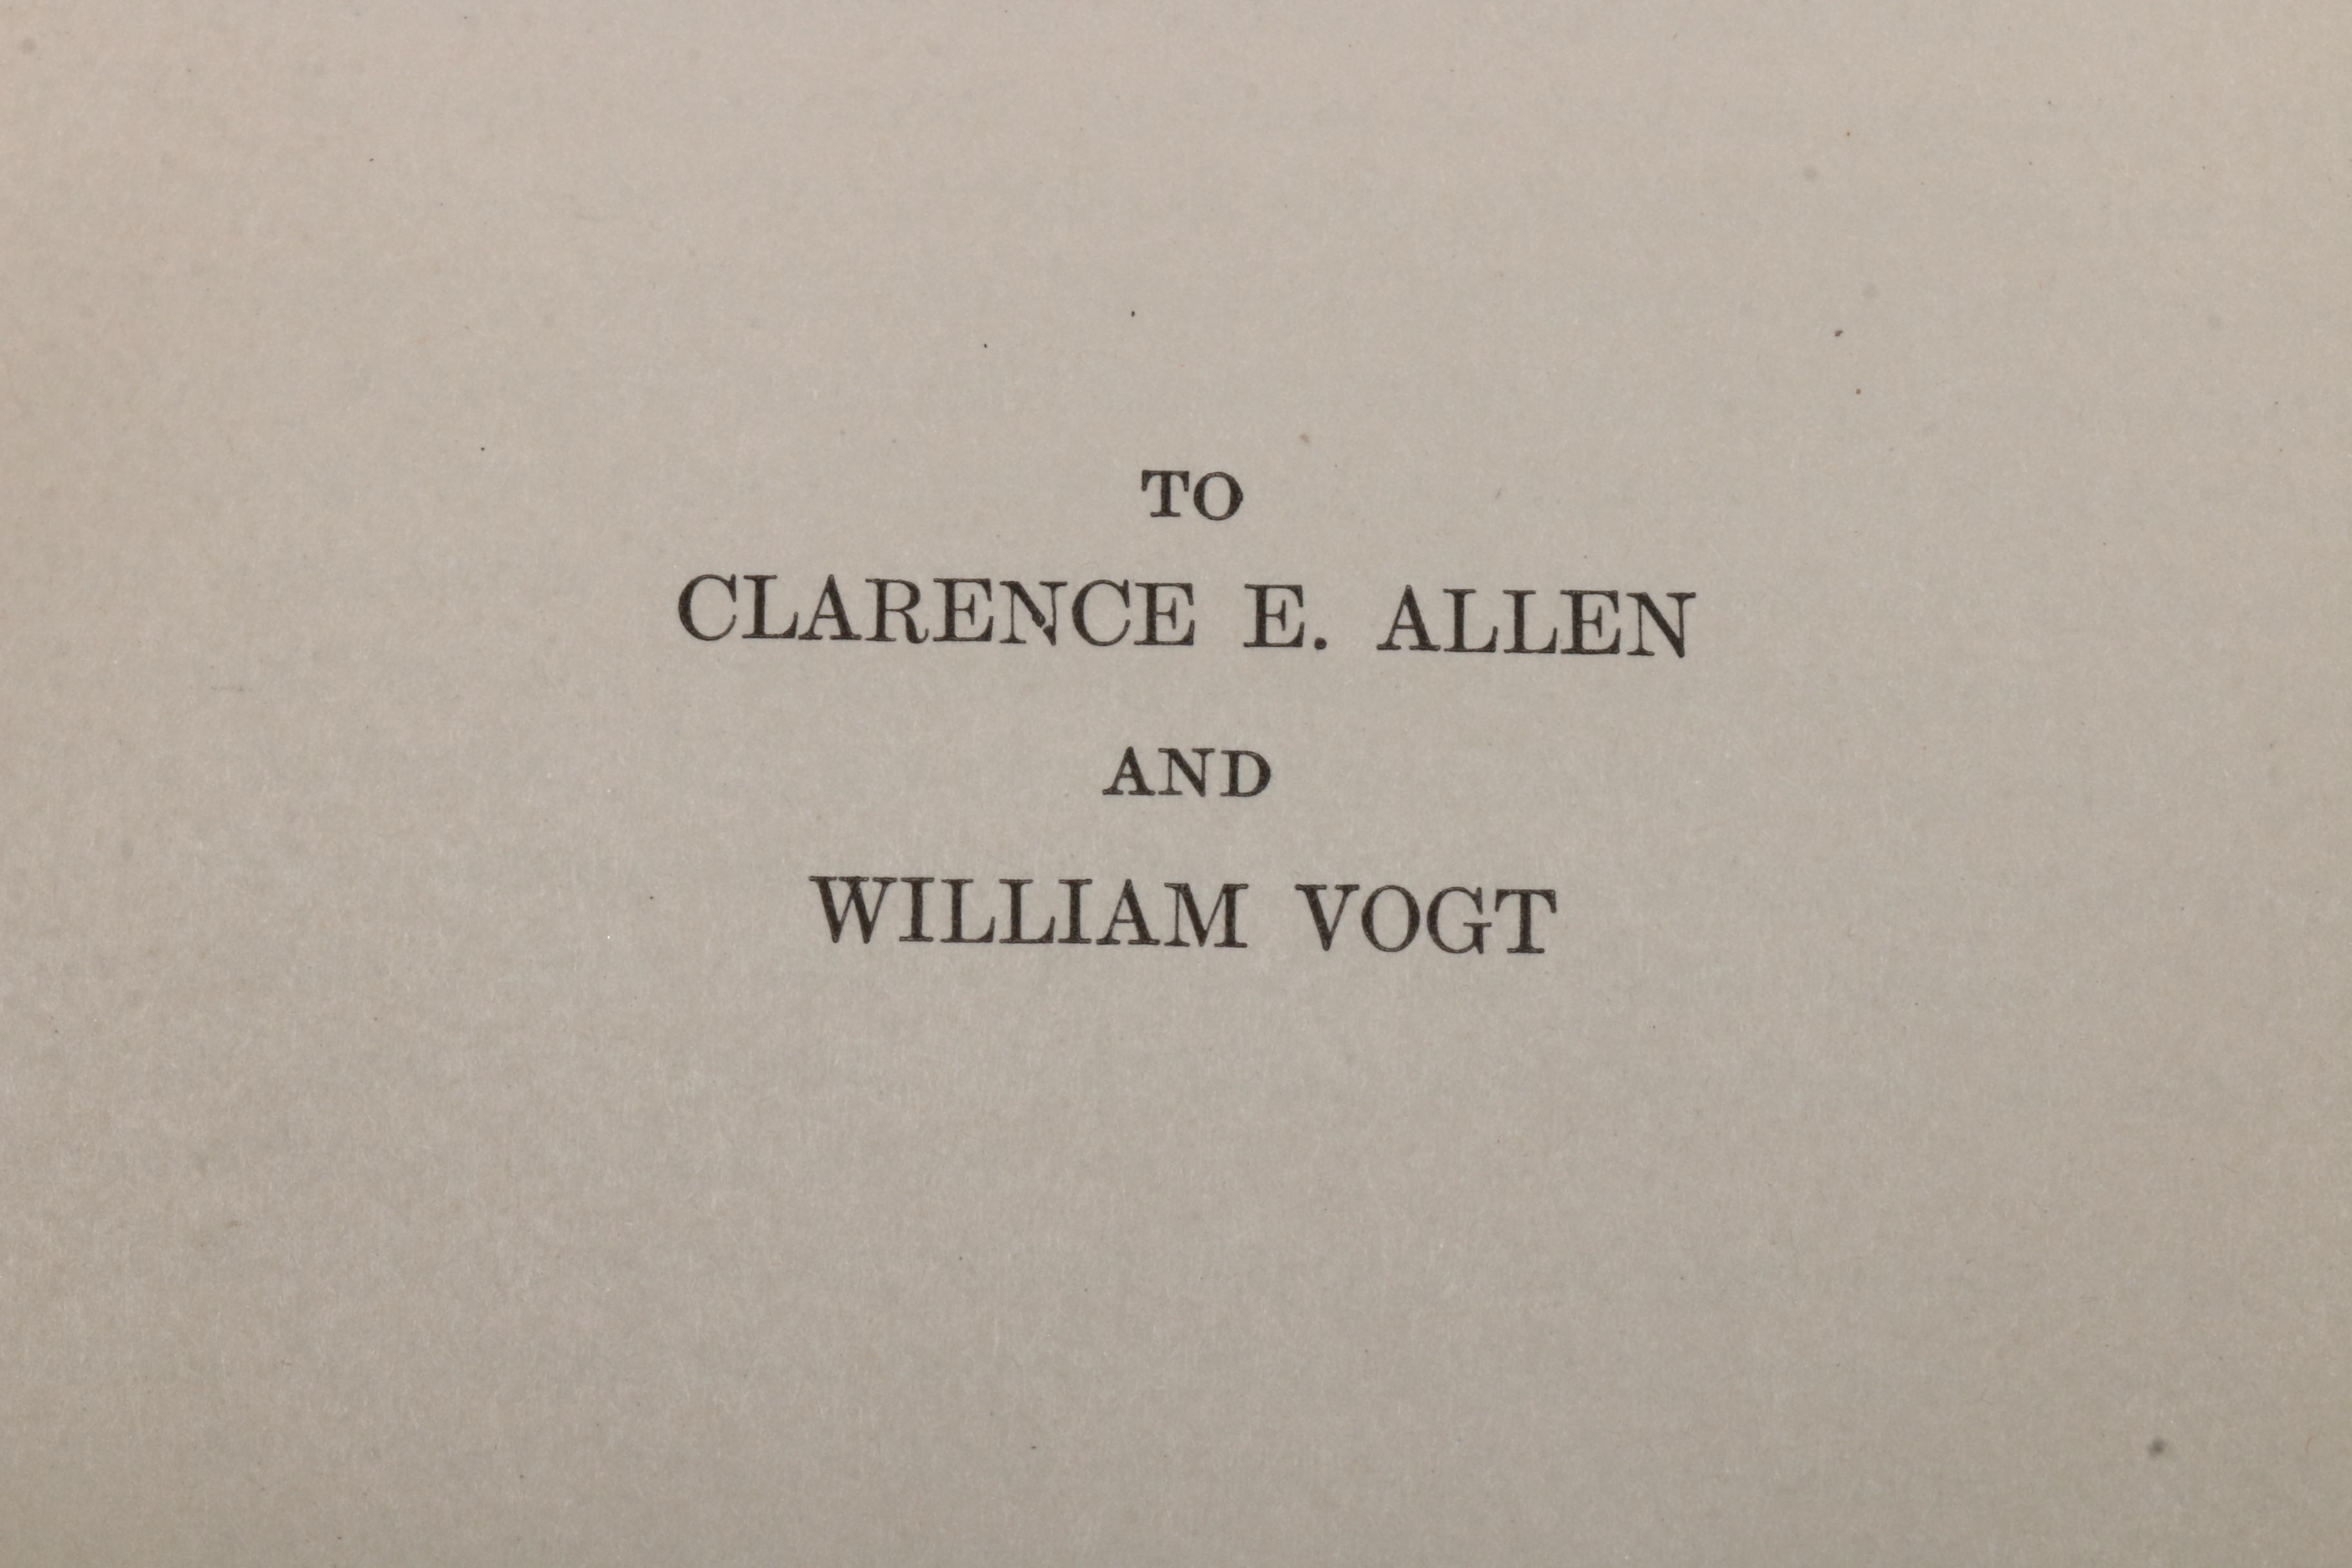 TO
CLARENCE E. ALLEN
AND
WILLIAM VOGT